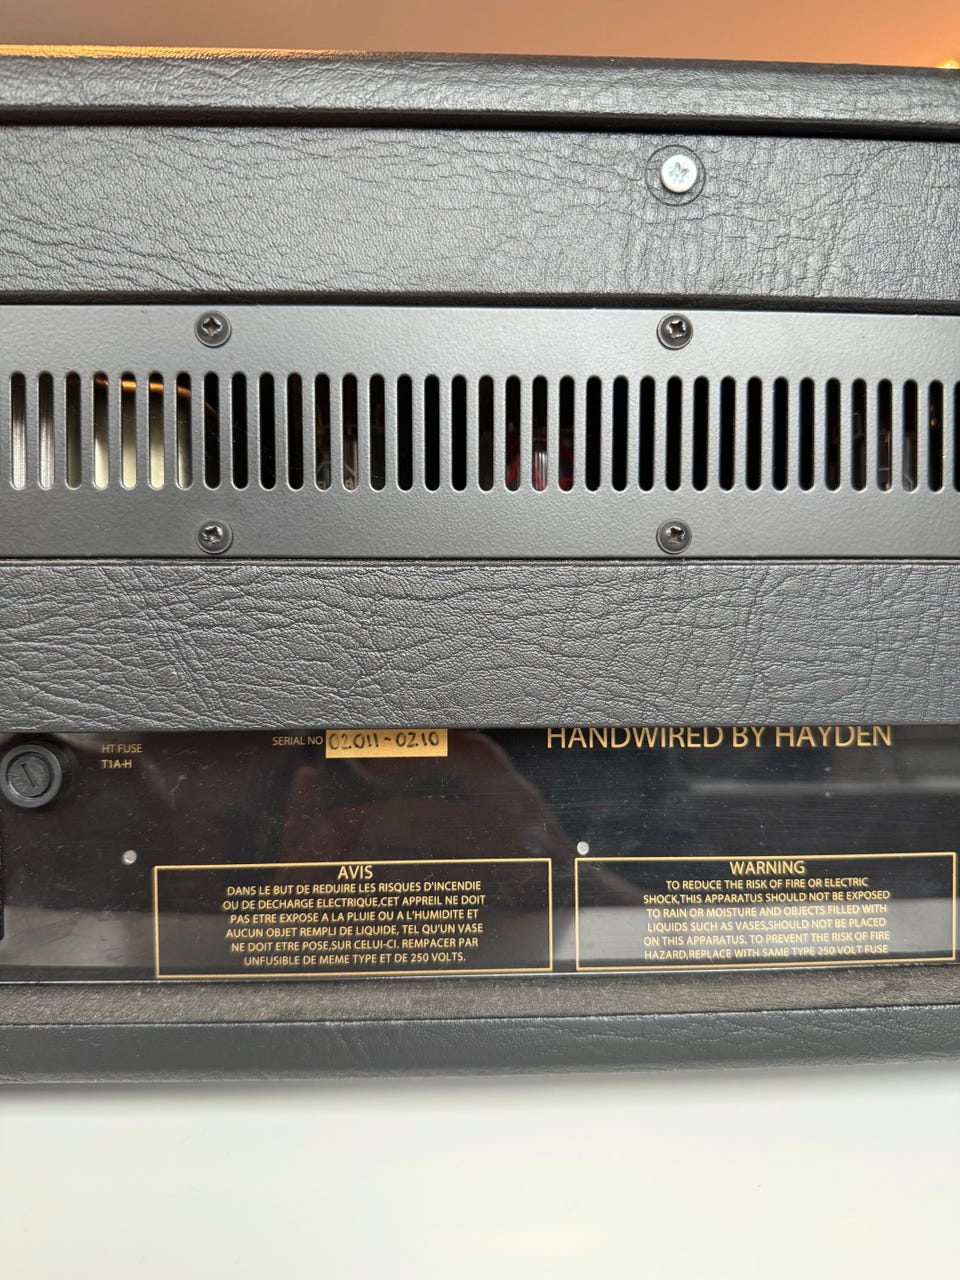 HT FUSE
T1A-H
SERIAL NO 02.011-0210
HANDWIRED BY HAYDEN
AVIS
DANS LE BUT DE REDUIRE LES RISQUES D'INCENDIE
OU DE DECHARGE ELECTRIQUE,CET APPREIL NE DOIT
PAS ETRE EXPOSE A LA PLUIE OU A L'HUMIDITE ET
AUCUN OBJET REMPLI DE LIQUIDE, TEL QU'UN VASE
NE DOIT ETRE POSE,SUR CELUI-CI. REMPACER PAR
UNFUSIBLE DE MEME TYPE ET DE 250 VOLTS.
WARNING
TO REDUCE THE RISK OF FIRE OR ELECTRIC
SHOCK,THIS APPARATUS SHOULD NOT BE EXPOSED
TO RAIN OR MOISTURE AND OBJECTS FILLED WITH
LIQUIDS SUCH AS VASES,SHOULD NOT BE PLACED
ON THIS APPARATUS. TO PREVENT THE RISK OF FIRE
HAZARD,REPLACE WITH SAME TYPE 250 VOLT FUSE